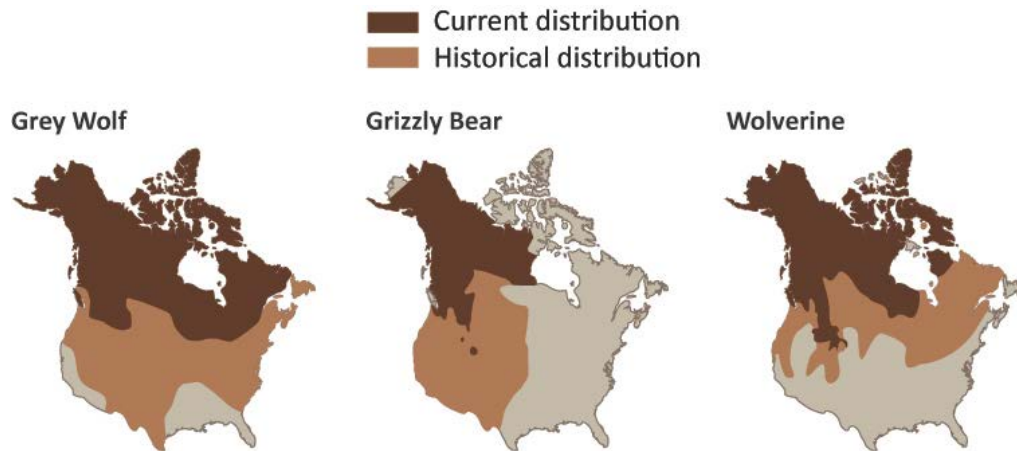 Current distribution
Historical distribution
Grey Wolf
Grizzly Bear
Wolverine